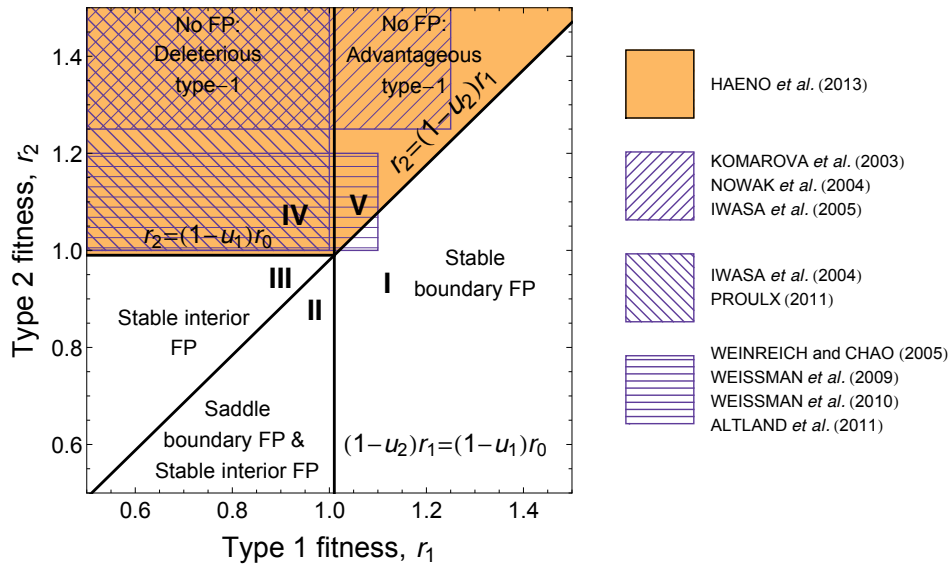 No FP:
Deleterious
type−1
No FP:
Advantageous
type−1
r2=(1−u2)r1
IV
V
r2=(1−u1)r0
III
II
I
Stable
boundary FP
Stable interior
FP
Saddle
boundary FP &
Stable interior FP
(1−u2)r1=(1−u1)r0
1.4
1.2
1.0
0.8
0.6
Type 2 fitness, r2
0.6 0.8 1.0 1.2 1.4
Type 1 fitness, r1
HAENO et al. (2013)
KOMAROVA et al. (2003)
NOWAK et al. (2004)
IWASA et al. (2005)
IWASA et al. (2004)
PROULX (2011)
WEINREICH and CHAO (2005)
WEISSMAN et al. (2009)
WEISSMAN et al. (2010)
ALTLAND et al. (2011)